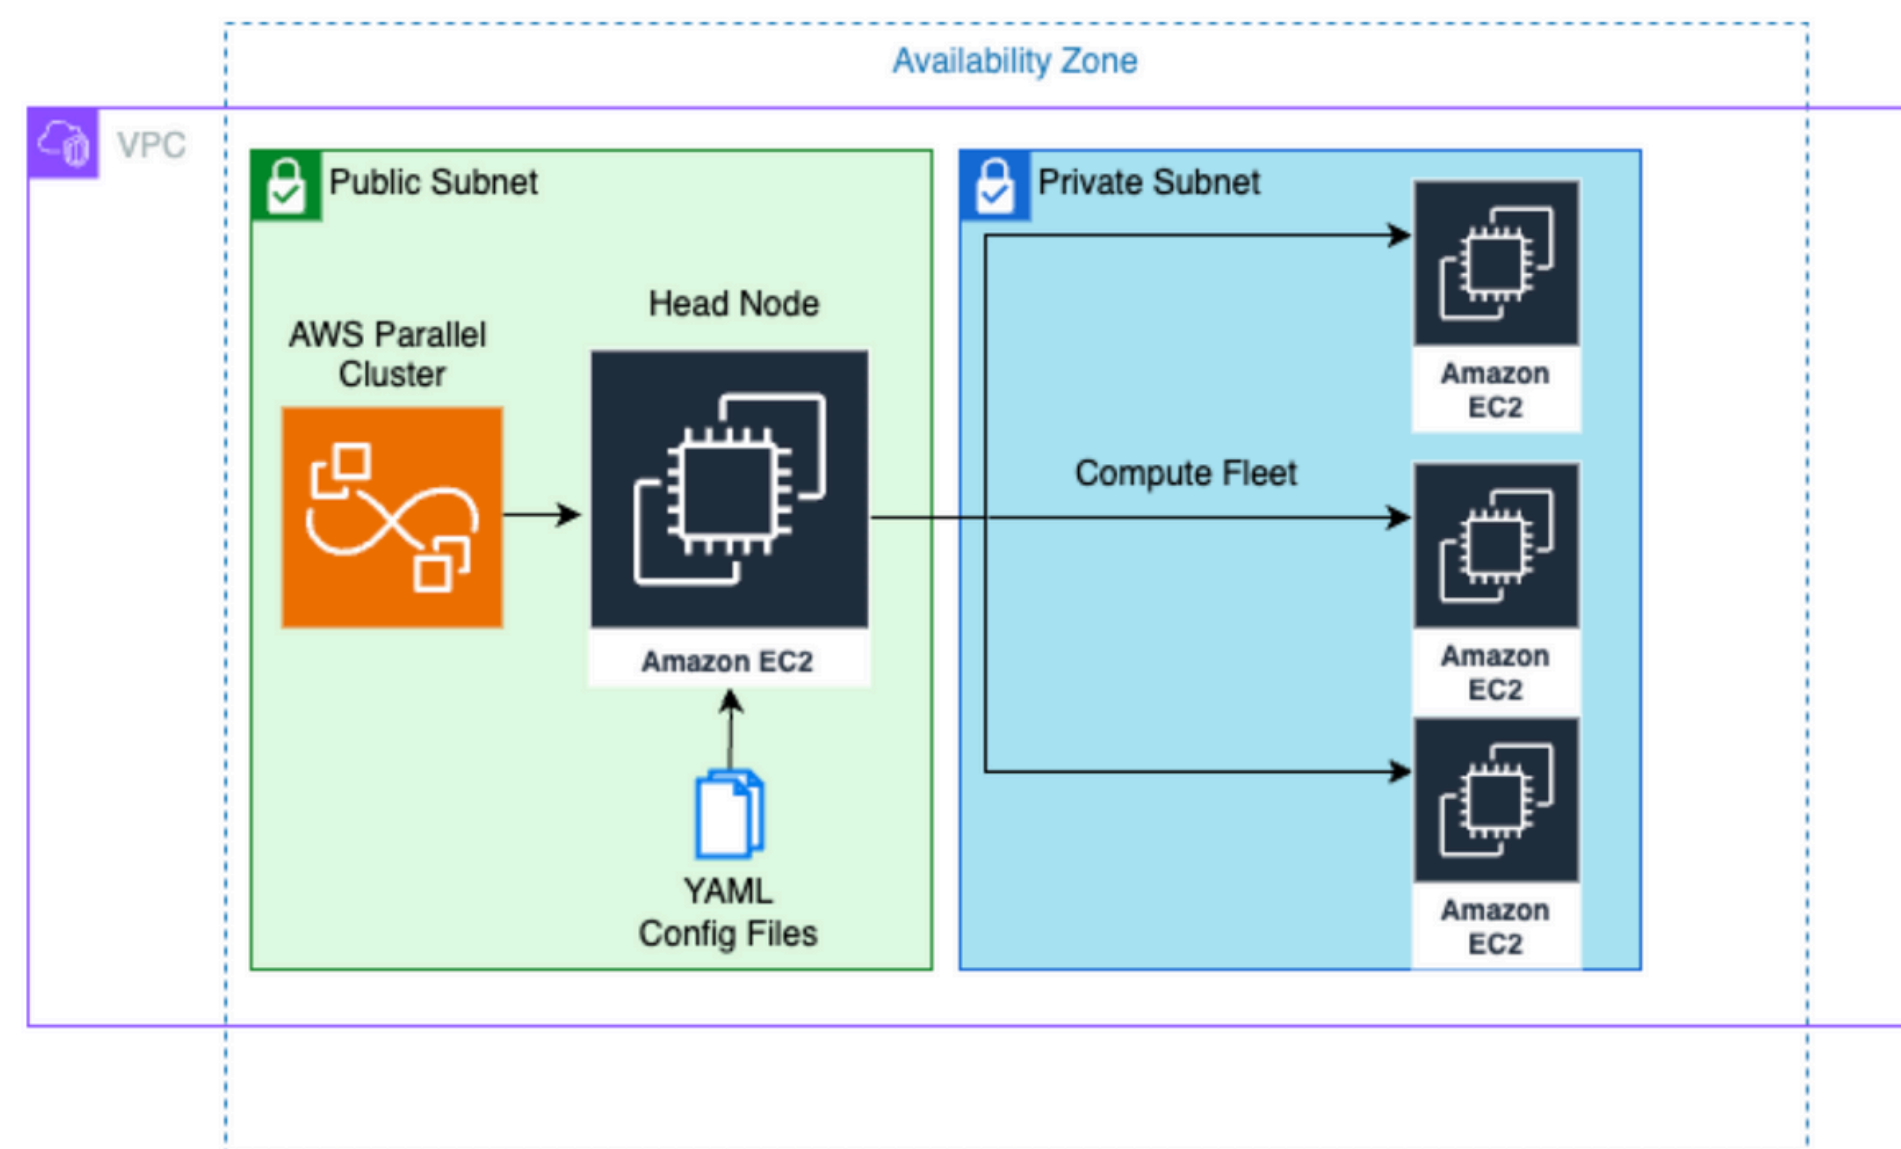 Availability Zone
VPC
Public Subnet
Private Subnet
Head Node
AWS Parallel
Cluster
Amazon EC2
YAML
Config Files
Compute Fleet
Amazon
EC2
Amazon
EC2
Amazon
EC2